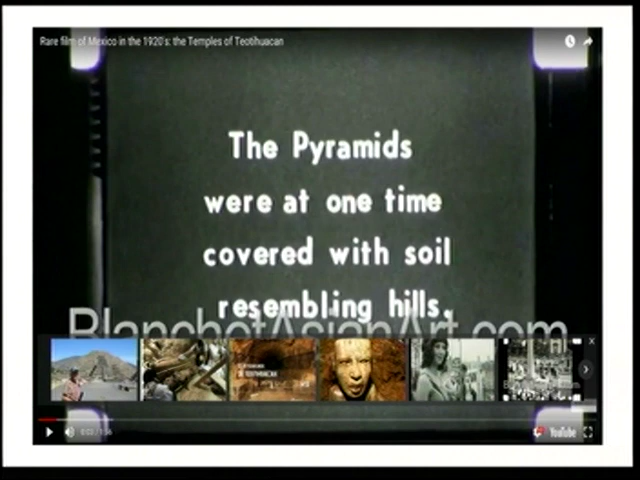 Rare film of Mexico in the 1920's: the Temples of Teotihuacan
The Pyramids
were at one time
covered with soil
resembling hills.
BlanchotAsianArt.com
YouTube